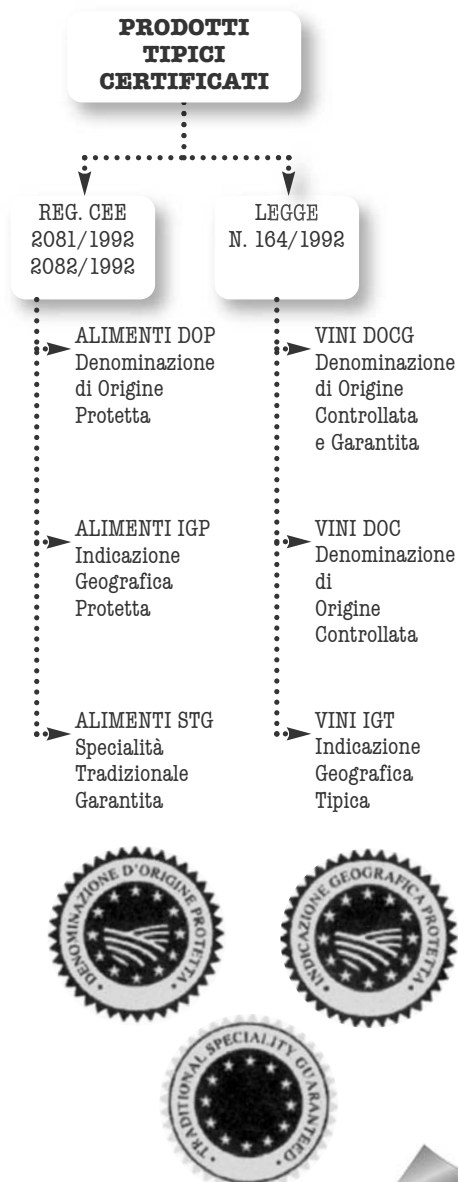 PRODOTTI
TIPICI
CERTIFICATI
REG. CEE
2081/1992
2082/1992
LEGGE
N. 164/1992
ALIMENTI DOP
Denominazione
di Origine
Protetta
ALIMENTI IGP
Indicazione
Geografica
Protetta
ALIMENTI STG
Specialità
Tradizionale
Garantita
VINI DOCG
Denominazione
di Origine
Controllata
e Garantita
VINI DOC
Denominazione
di
Origine
Controllata
VINI IGT
Indicazione
Geografica
Tipica
• DENOMINAZIONE D'ORIGINE PROTETTA •
• INDICAZIONE GEOGRAFICA PROTETTA •
• TRADITIONAL SPECIALITY GUARANTEED •